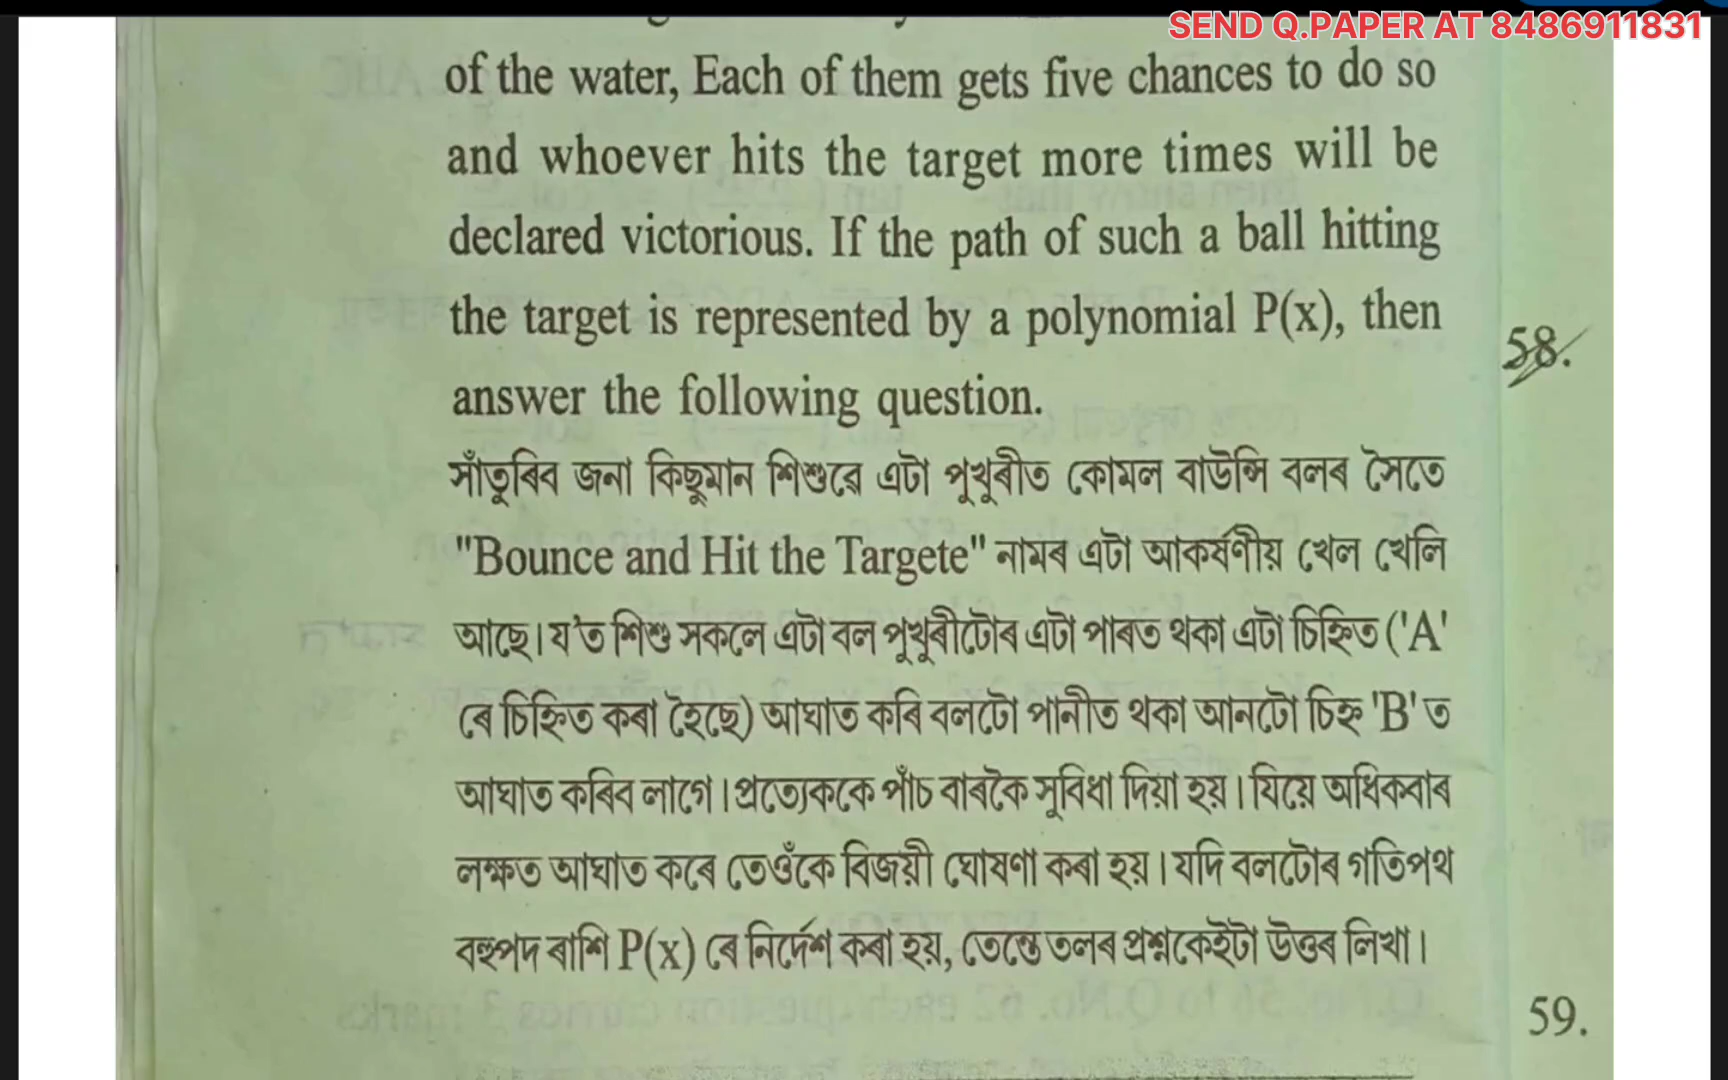 SEND Q.PAPER AT 8486911831
of the water, Each of them gets five chances to do so
and whoever hits the target more times will be
declared victorious. If the path of such a ball hitting
the target is represented by a polynomial P(x), then
answer the following question.
58.
সাঁতুৰিব জনা কিছুমান শিশুৱে এটা পুখুৰীত কোমল বাউন্সি বলৰ সৈতে
"Bounce and Hit the Targete" নামৰ এটা আকৰ্ষণীয় খেল খেলি
আছে। য'ত শিশু সকলে এটা বল পুখুৰীটোৰ এটা পাৰত থকা এটা চিহ্নিত ('A'
ৰে চিহ্নিত কৰা হৈছে) আঘাত কৰি বলটো পানীত থকা আনটো চিহ্ন 'B' ত
আঘাত কৰিব লাগে। প্ৰত্যেককে পাঁচ বাৰকৈ সুবিধা দিয়া হয়। যিয়ে অধিকবাৰ
লক্ষত আঘাত কৰে তেওঁকে বিজয়ী ঘোষণা কৰা হয়। যদি বলটোৰ গতিপথ
বহুপদ ৰাশি P(x) ৰে নিৰ্দেশ কৰা হয়, তেন্তে তলৰ প্ৰশ্নকেইটা উত্তৰ লিখা।
59.